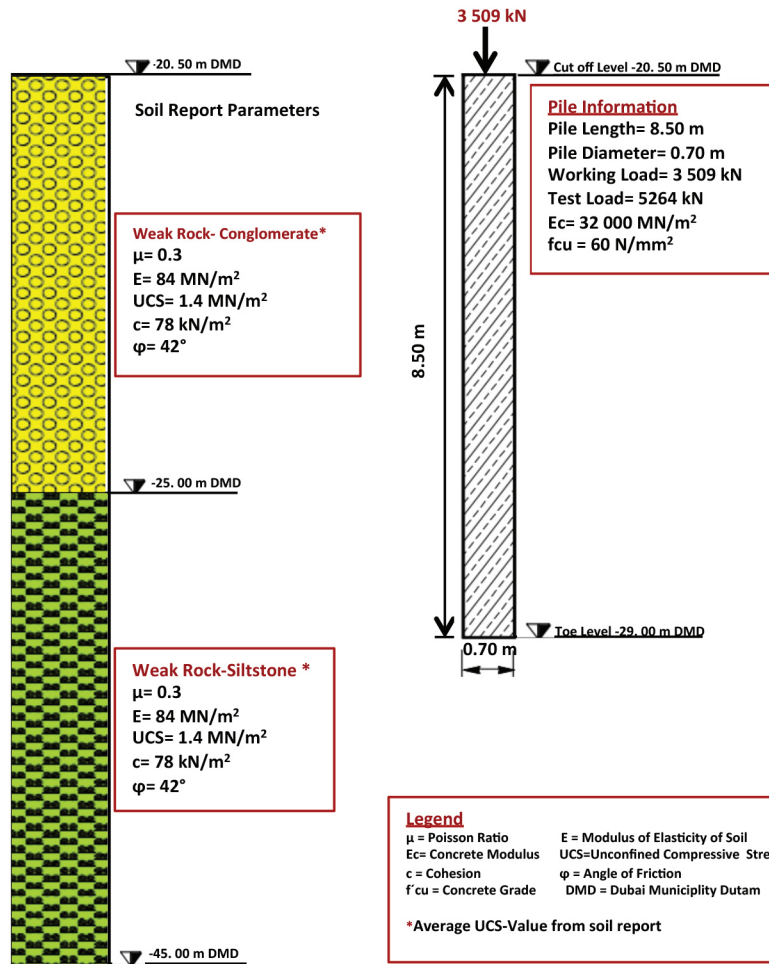 3 509 kN
-20. 50 m DMD
Cut off Level -20. 50 m DMD
Soil Report Parameters
Pile Information
Pile Length= 8.50 m
Pile Diameter= 0.70 m
Working Load= 3 509 kN
Test Load= 5264 kN
Ec= 32 000 MN/m²
fcu = 60 N/mm²
Weak Rock- Conglomerate*
μ= 0.3
E= 84 MN/m²
UCS= 1.4 MN/m²
c= 78 kN/m²
φ= 42°
8.50 m
-25. 00 m DMD
Toe Level -29. 00 m DMD
0.70 m
Weak Rock-Siltstone *
μ= 0.3
E= 84 MN/m²
UCS= 1.4 MN/m²
c= 78 kN/m²
φ= 42°
Legend
μ = Poisson Ratio E = Modulus of Elasticity of Soil
Ec= Concrete Modulus UCS=Unconfined Compressive Stre
c = Cohesion φ = Angle of Friction
f´cu = Concrete Grade DMD = Dubai Municiplity Dutam
*Average UCS-Value from soil report
-45. 00 m DMD